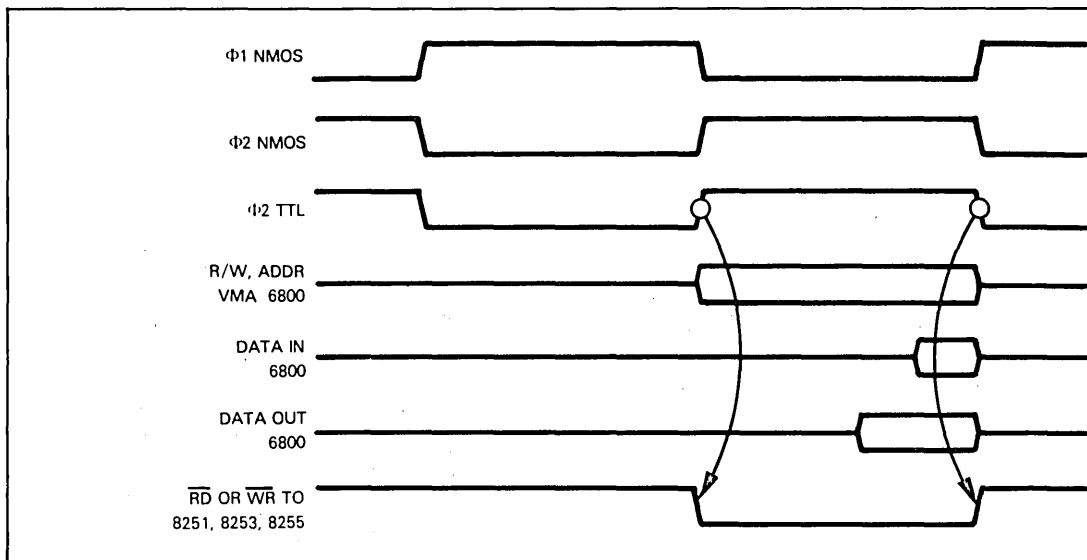 Φ1 NMOS
Φ2 NMOS
Φ2 TTL
R/W, ADDR
VMA 6800
DATA IN
6800
DATA OUT
6800
RD OR WR TO
8251, 8253, 8255